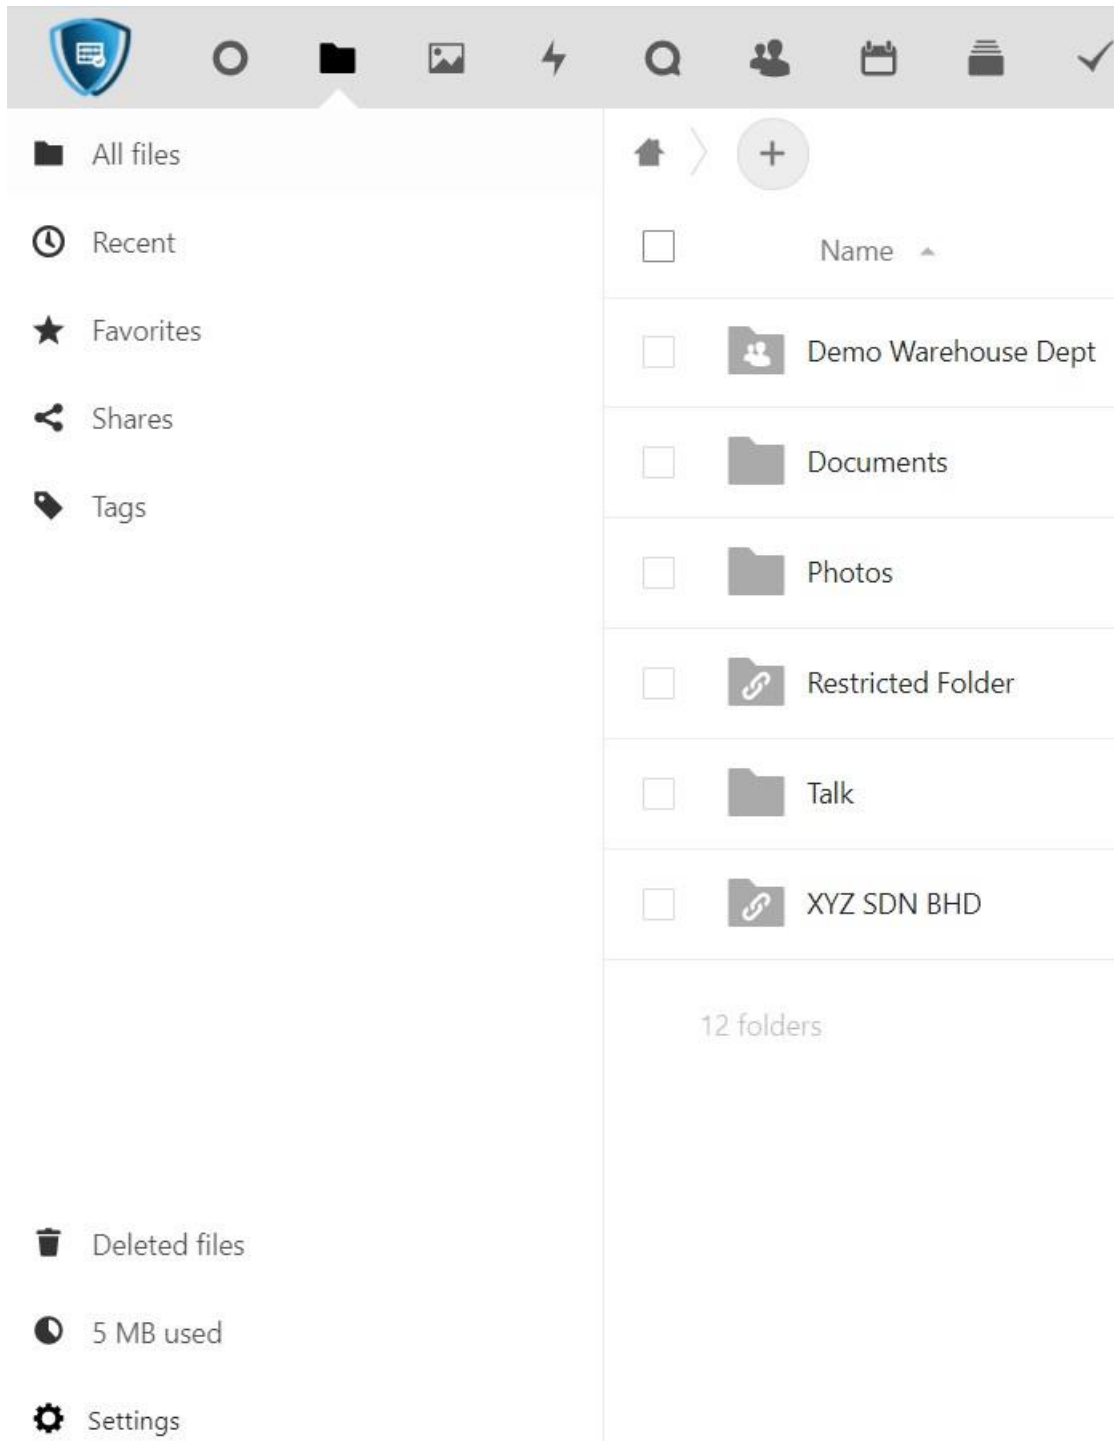 All files
Recent
Favorites
Shares
Tags
Deleted files
5 MB used
Settings
Name
Demo Warehouse Dept
Documents
Photos
Restricted Folder
Talk
XYZ SDN BHD
12 folders